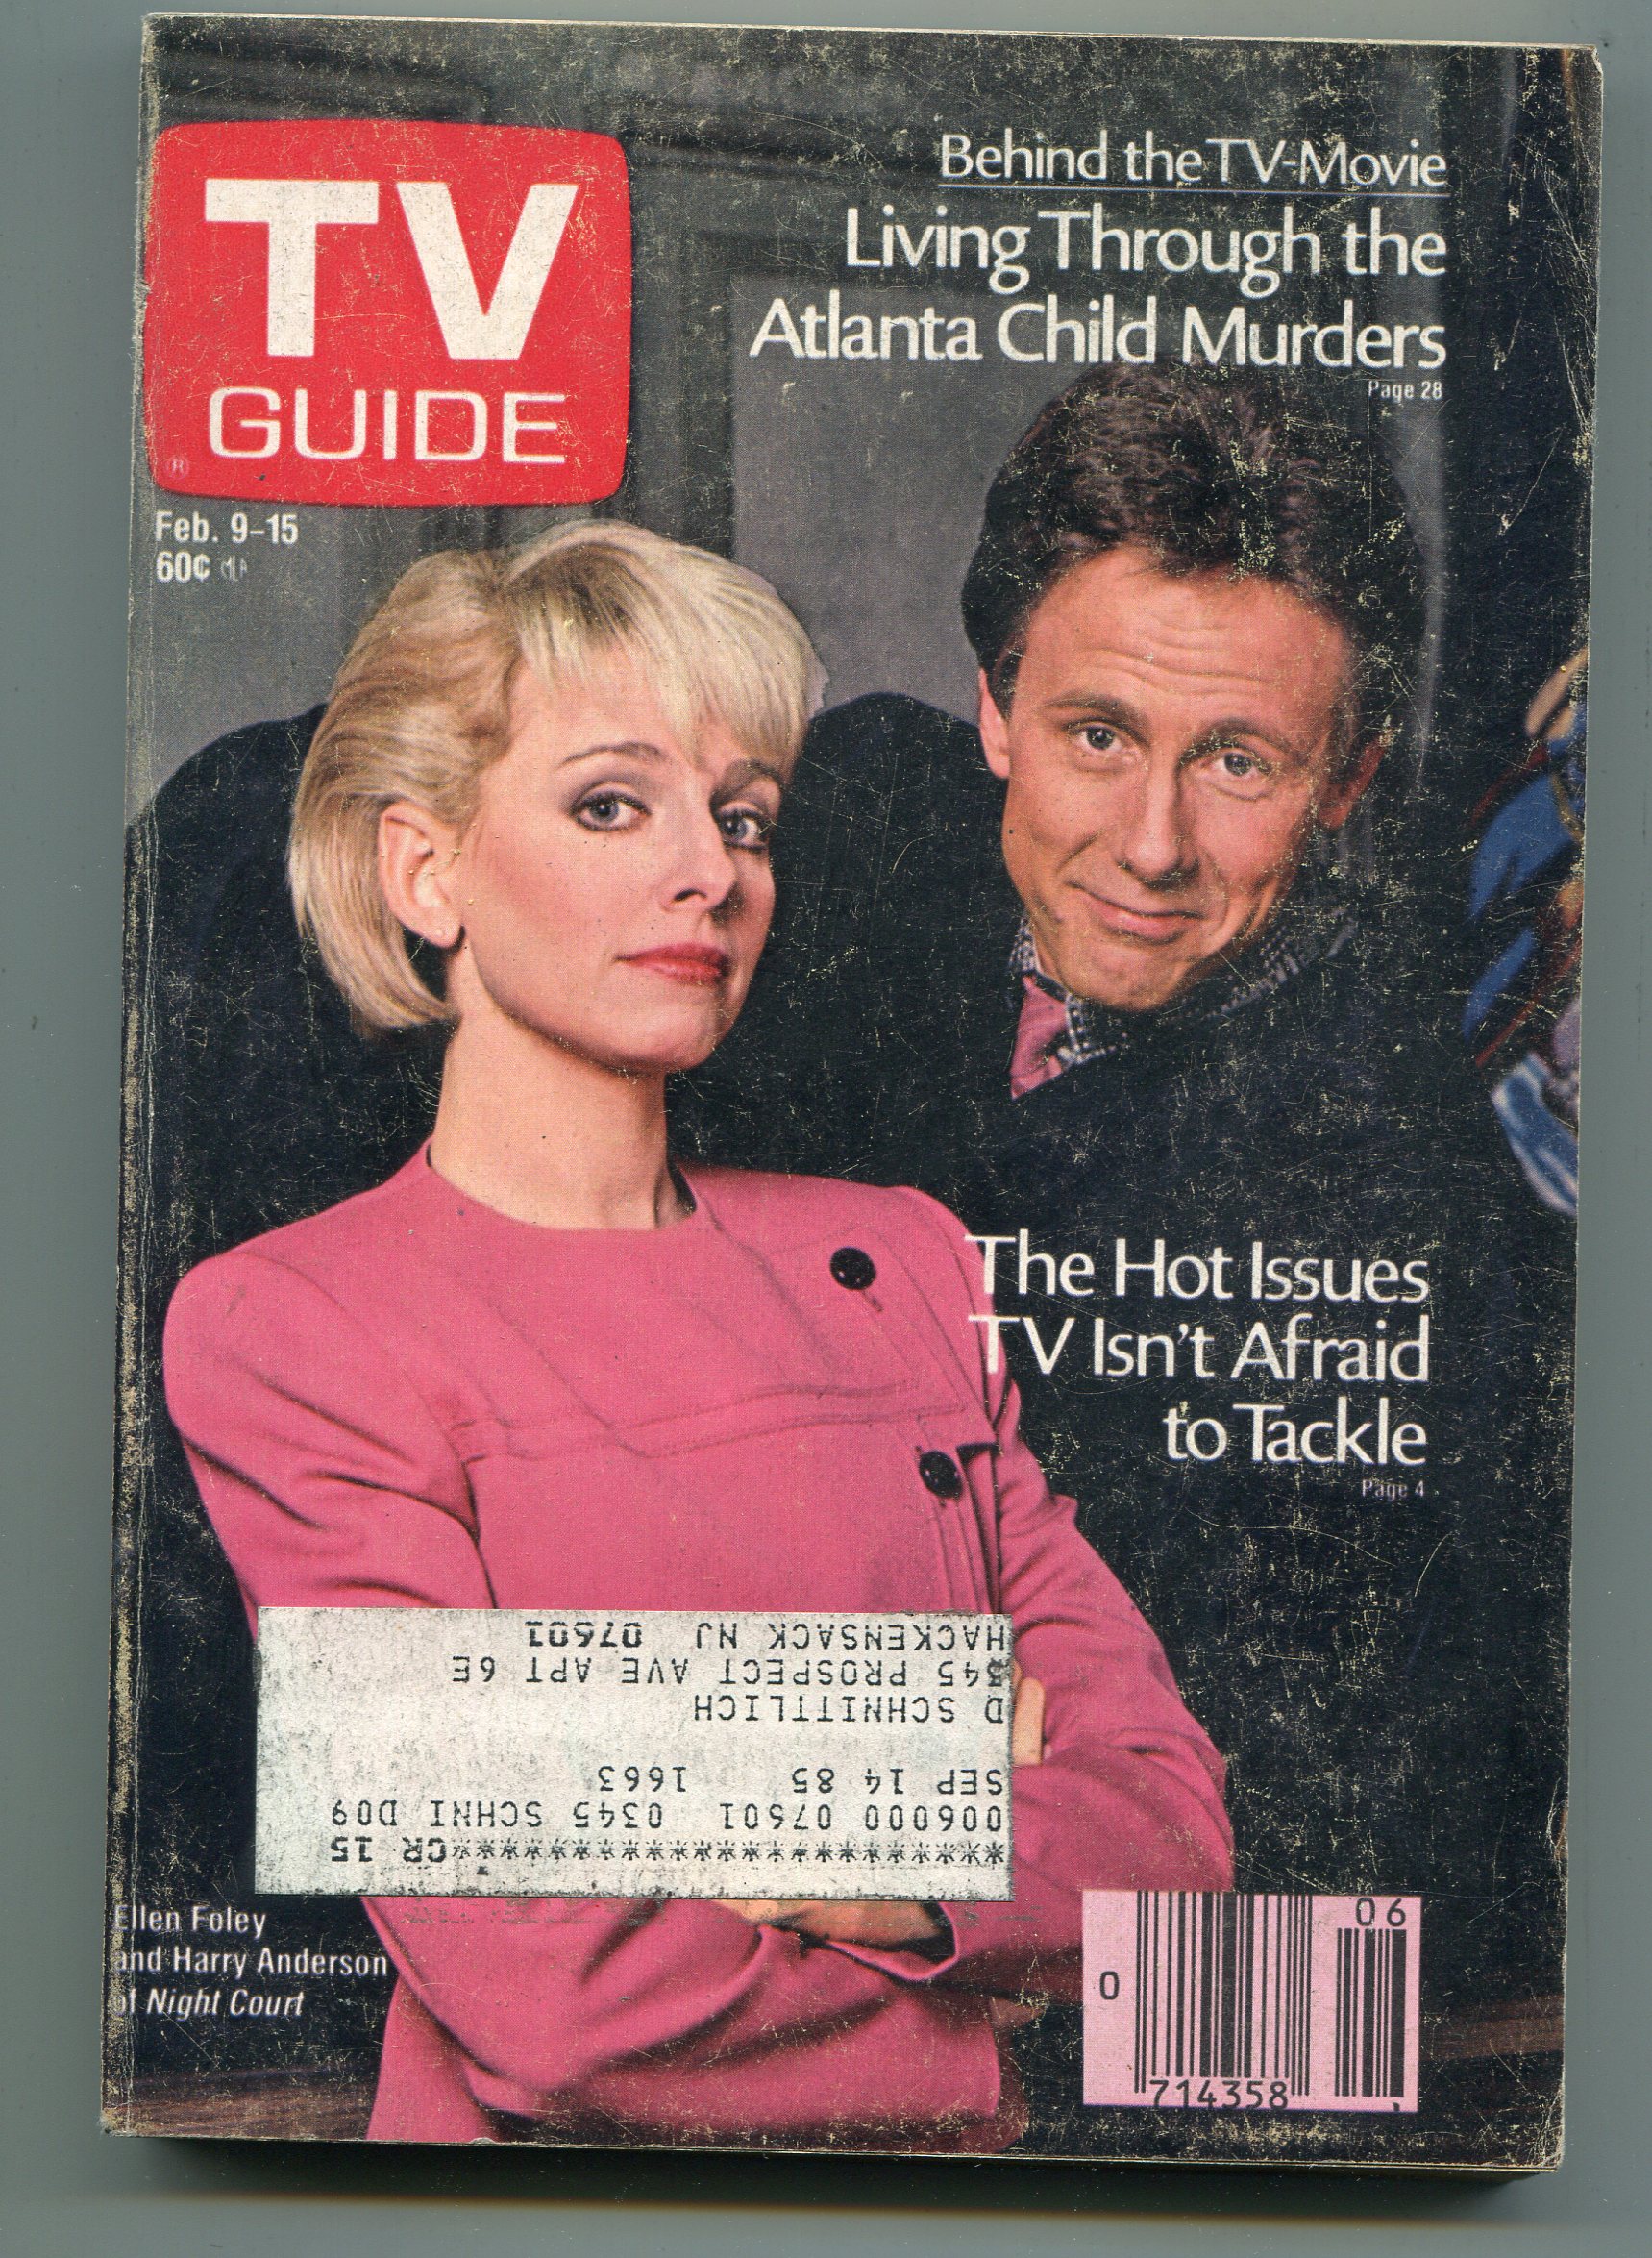 TV
GUIDE
®
Feb. 9–15
60¢
Behind the TV-Movie
Living Through the
Atlanta Child Murders
Page 28
The Hot Issues
TV Isn't Afraid
to Tackle
Page 4
******************************CR 15
006000 07601 0345 SCHNI D09
SEP 14 85 1663
D SCHNITTLICH
345 PROSPECT AVE APT 6E
HACKENSACK NJ 07601
Ellen Foley
and Harry Anderson
of Night Court
06
0
714358